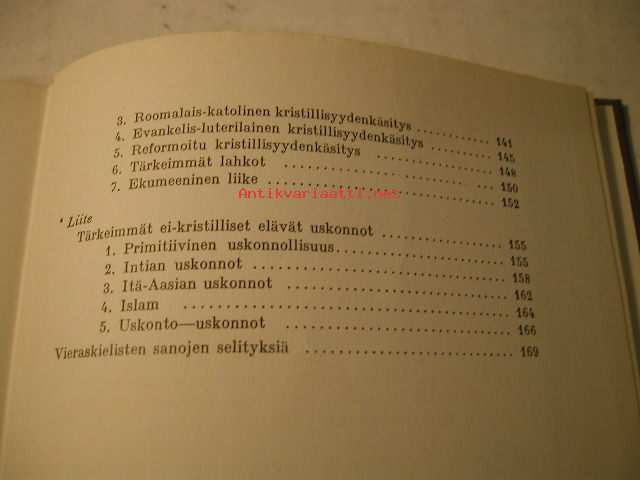 3. Roomalais-katolinen kristillisyydenkäsitys ........... 141
4. Evankelis-luterilainen kristillisyydenkäsitys .......... 145
5. Reformoitu kristillisyydenkäsitys .................. 148
6. Tärkeimmät lahkot .................. 150
7. Ekumeeninen liike .................. 152
Antikvariaatti.net
Liite
Tärkeimmät ei-kristilliset elävät uskonnot .................. 155
1. Primitiivinen uskonnollisuus .................. 155
2. Intian uskonnot .................. 158
3. Itä-Aasian uskonnot .................. 162
4. Islam .................. 164
5. Uskonto—uskonnot .................. 166
Vieraskielisten sanojen selityksiä .................. 169